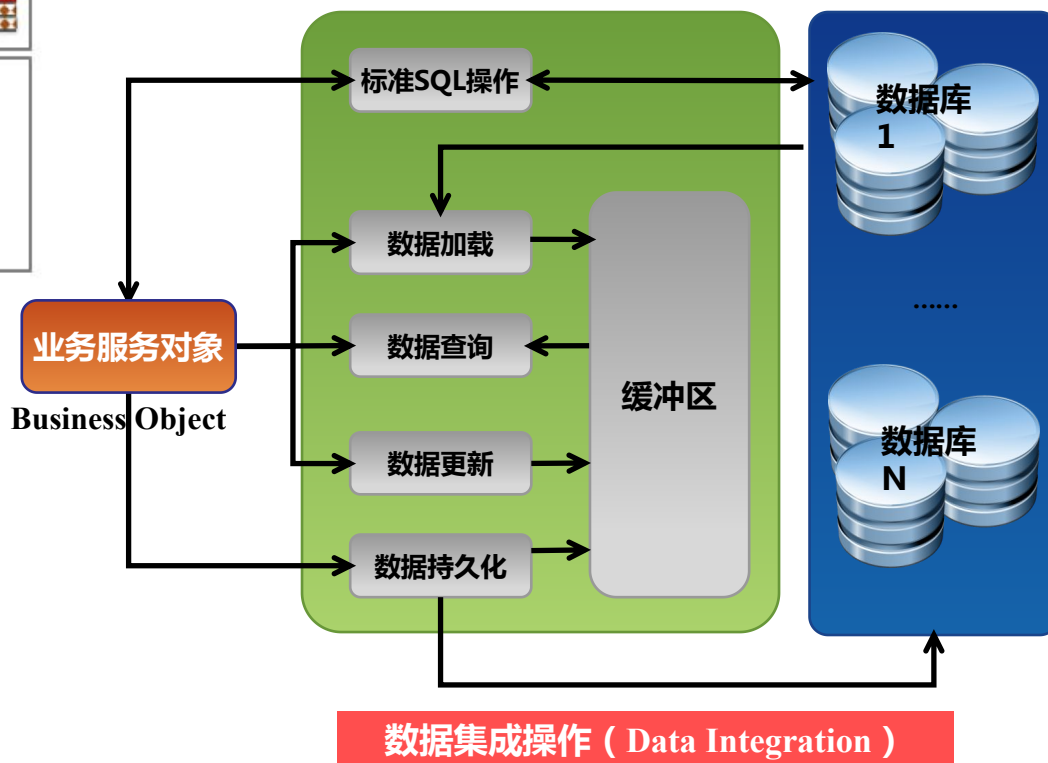 标准SQL操作
数据库
1
数据加载
......
业务服务对象
数据查询
缓冲区
Business Object
数据更新
数据库
N
数据持久化
数据集成操作（Data Integration）